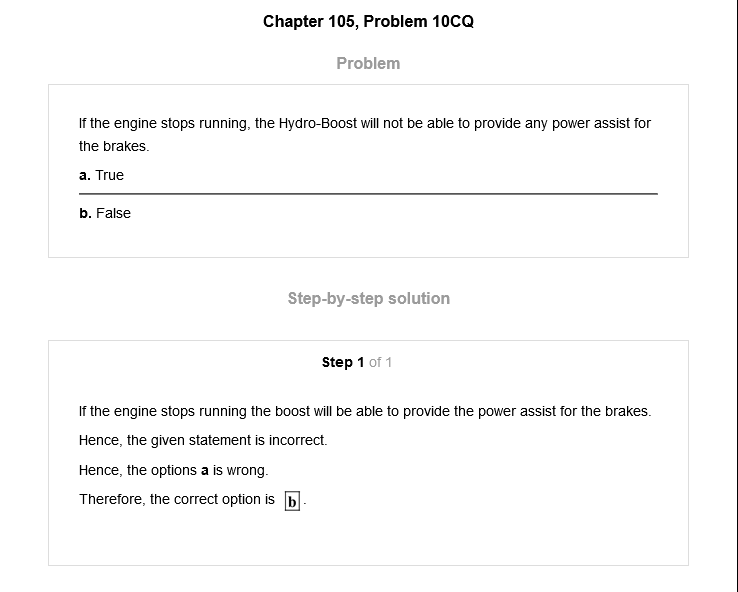 Chapter 105, Problem 10CQ
Problem
If the engine stops running, the Hydro-Boost will not be able to provide any power assist for
the brakes.
a. True
b. False
Step-by-step solution
Step 1 of 1
If the engine stops running the boost will be able to provide the power assist for the brakes.
Hence, the given statement is incorrect.
Hence, the options a is wrong.
Therefore, the correct option is b.